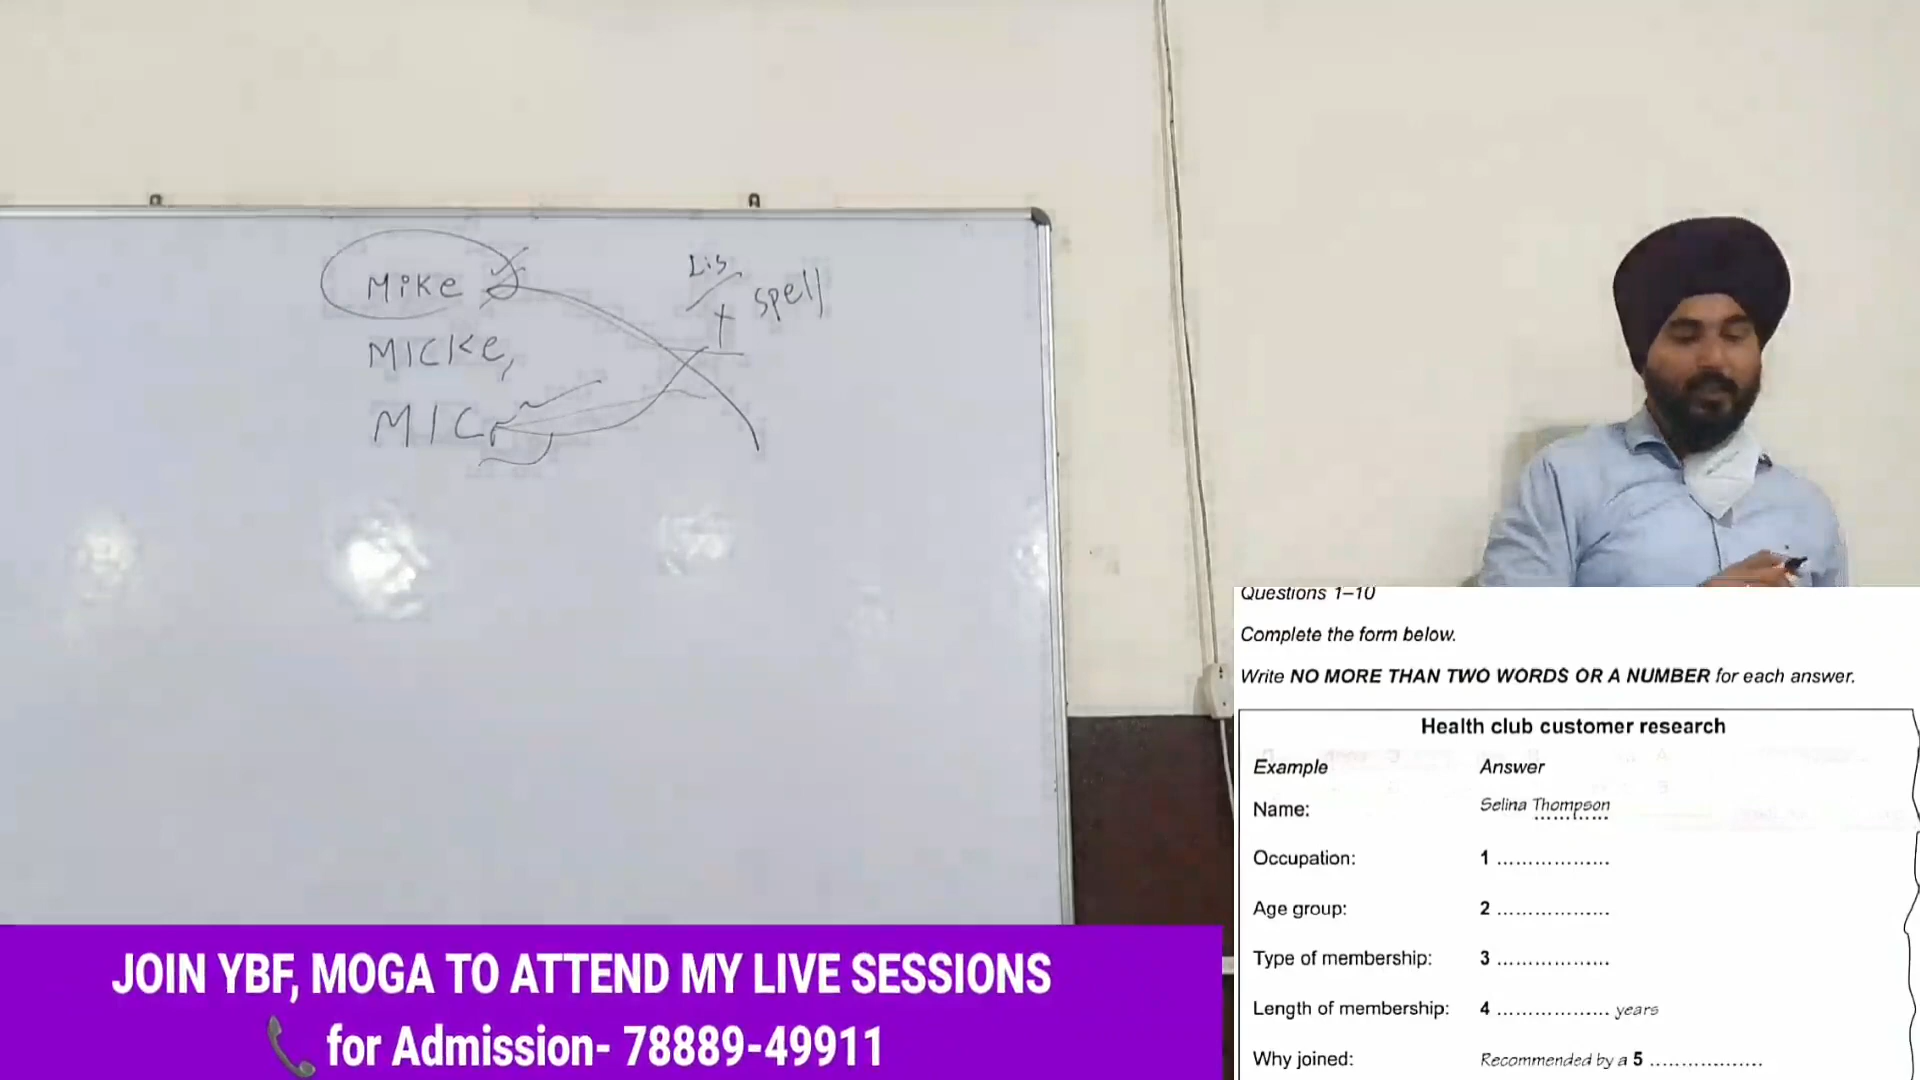 Mike
MICKe,
MIC
Lis
spell
Questions 1–10
Complete the form below.
Write NO MORE THAN TWO WORDS OR A NUMBER for each answer.
Health club customer research
Example Answer
Name: Selina Thompson
Occupation: 1 ..................
Age group: 2 ..................
Type of membership: 3 ..................
Length of membership: 4 .................. years
Why joined: Recommended by a 5 ..................
JOIN YBF, MOGA TO ATTEND MY LIVE SESSIONS
📞 for Admission- 78889-49911